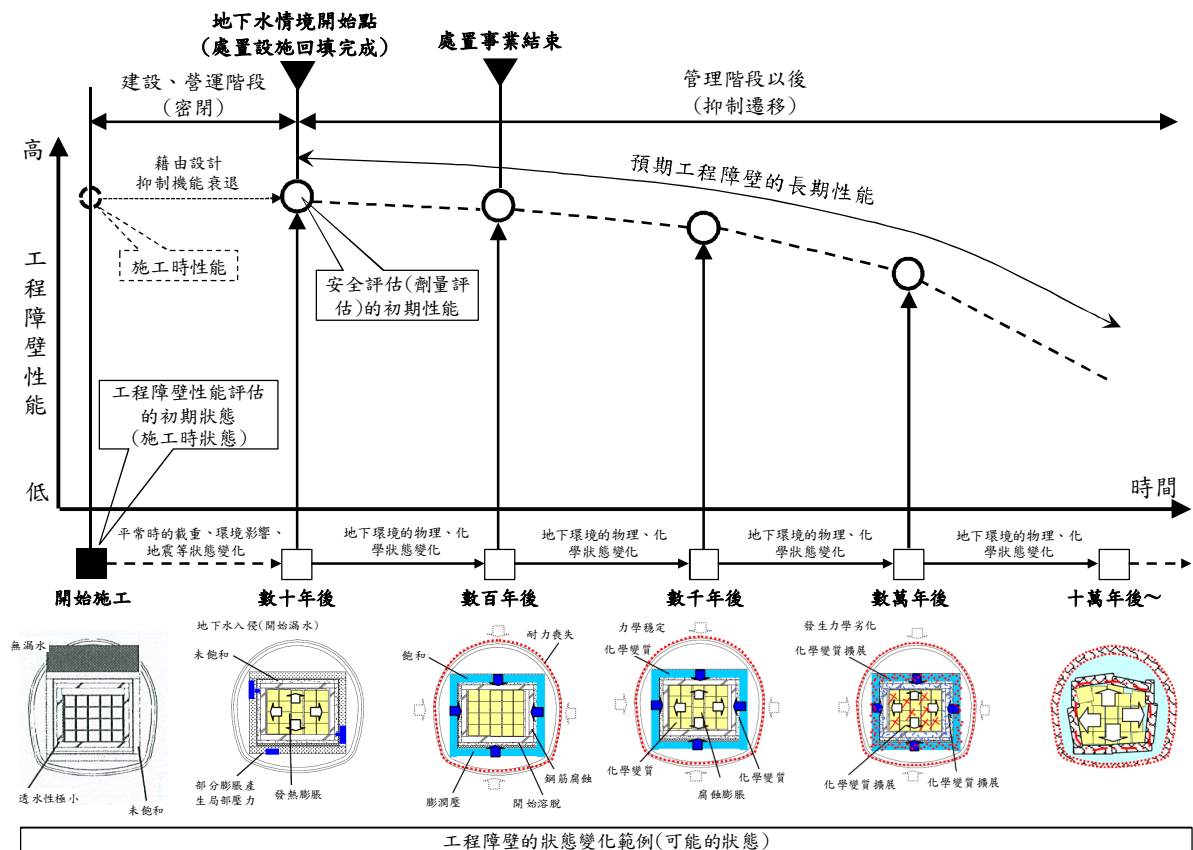 地下水情境開始點
(處置設施回填完成)
處置事業結束
建設、營運階段
(密閉)
管理階段以後
(抑制遷移)
高
藉由設計
抑制機能衰退
預期工程障壁的長期性能
施工時性能
安全評估(劑量評
估)的初期性能
工程障壁性能
工程障壁性能評估
的初期狀態
(施工時狀態)
低
時間
平常時的載重、環境影響、
地震等狀態變化
地下環境的物理、化
學狀態變化
地下環境的物理、化
學狀態變化
地下環境的物理、化
學狀態變化
地下環境的物理、化
學狀態變化
開始施工
數十年後
數百年後
數千年後
數萬年後
十萬年後～
無漏水
透水性極小
未飽和
地下水入侵(開始漏水)
未飽和
部分膨脹產
生局部壓力
發熱膨脹
耐力喪失
飽和
鋼筋腐蝕
膨潤壓
開始溶脫
力學穩定
化學變質
化學變質
化學變質
腐蝕膨脹
發生力學劣化
化學變質擴展
化學變質擴展
化學變質擴展
工程障壁的狀態變化範例(可能的狀態)